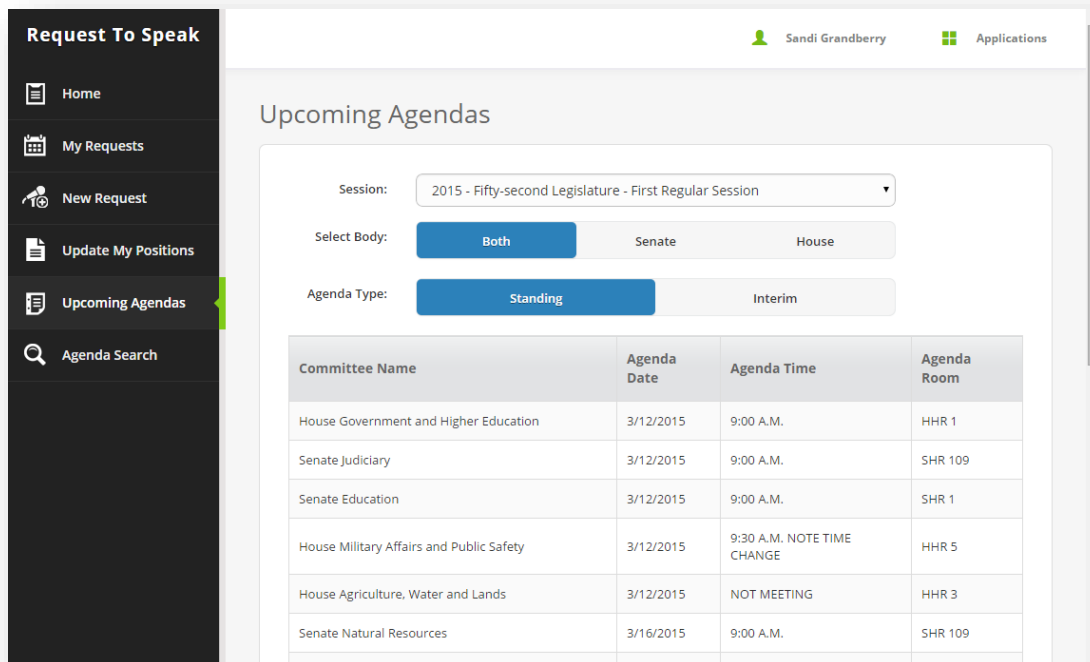 Request To Speak
Sandi Grandberry
Applications
Home
My Requests
New Request
Update My Positions
Upcoming Agendas
Agenda Search
Upcoming Agendas
Session: 2015 - Fifty-second Legislature - First Regular Session
Select Body: Both Senate House
Agenda Type: Standing Interim
Committee Name Agenda Date Agenda Time Agenda Room
House Government and Higher Education 3/12/2015 9:00 A.M. HHR 1
Senate Judiciary 3/12/2015 9:00 A.M. SHR 109
Senate Education 3/12/2015 9:00 A.M. SHR 1
House Military Affairs and Public Safety 3/12/2015 9:30 A.M. NOTE TIME CHANGE HHR 5
House Agriculture, Water and Lands 3/12/2015 NOT MEETING HHR 3
Senate Natural Resources 3/16/2015 9:00 A.M. SHR 109